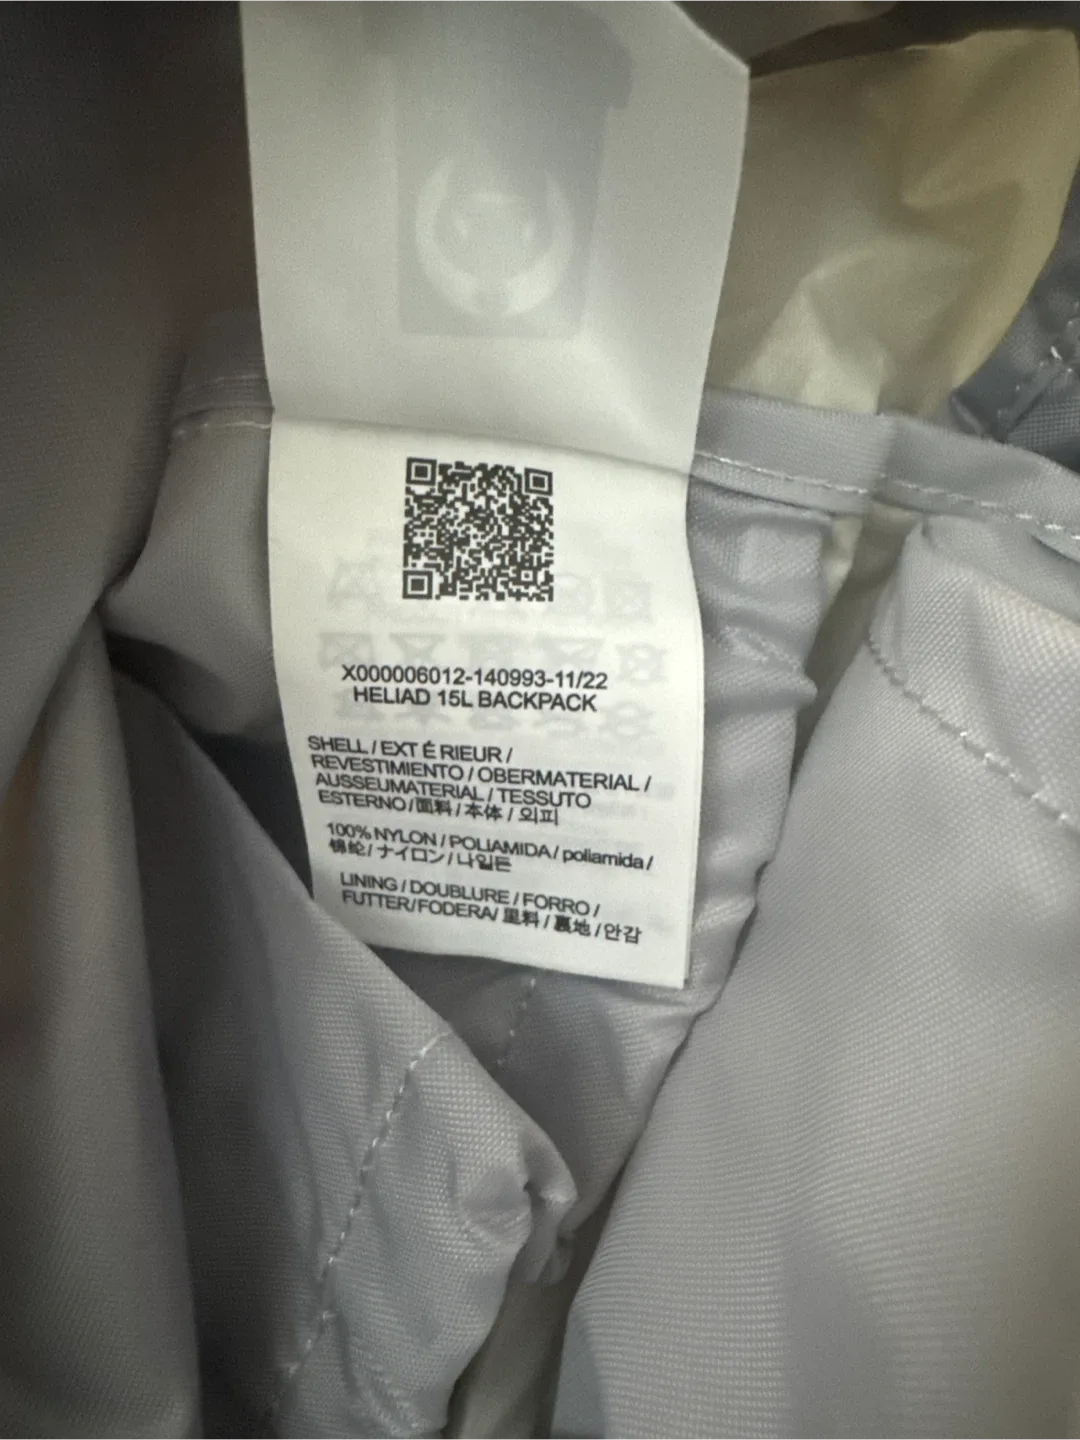 X000006012-140993-11/22
HELIAD 15L BACKPACK
SHELL / EXT É RIEUR /
REVESTIMIENTO / OBERMATERIAL /
AUSSEUMATERIAL / TESSUTO
ESTERNO / 面料 / 本体 / 외피
100% NYLON / POLIAMIDA / poliamida /
锦纶 / ナイロン / 나일론
LINING / DOUBLURE / FORRO /
FUTTER/FODERA/ 里料 / 裏地 / 안감